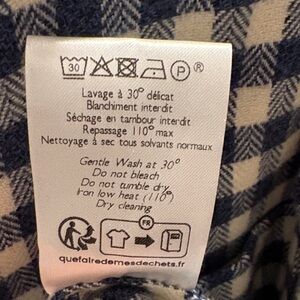 30 P ®
Lavage à 30° délicat
Blanchiment interdit
Séchage en tambour interdit
Repassage 110° max
Nettoyage à sec tous solvants normaux
Gentle Wash at 30°
Do not bleach
Do not tumble dry
Iron low heat (110°)
Dry cleaning
FR
quefairedemesdechets.fr